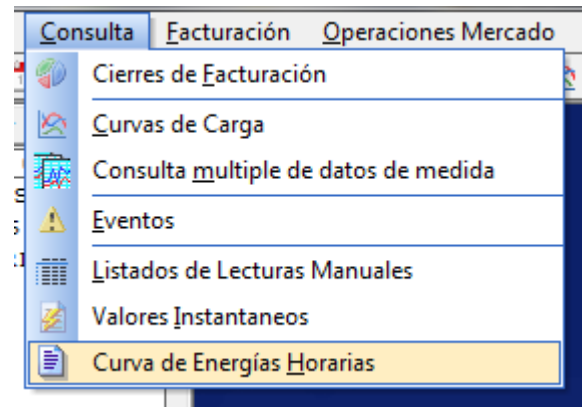 Consulta Facturación Operaciones Mercado
Cierres de Facturación
Curvas de Carga
Consulta multiple de datos de medida
Eventos
Listados de Lecturas Manuales
Valores Instantaneos
Curva de Energías Horarias